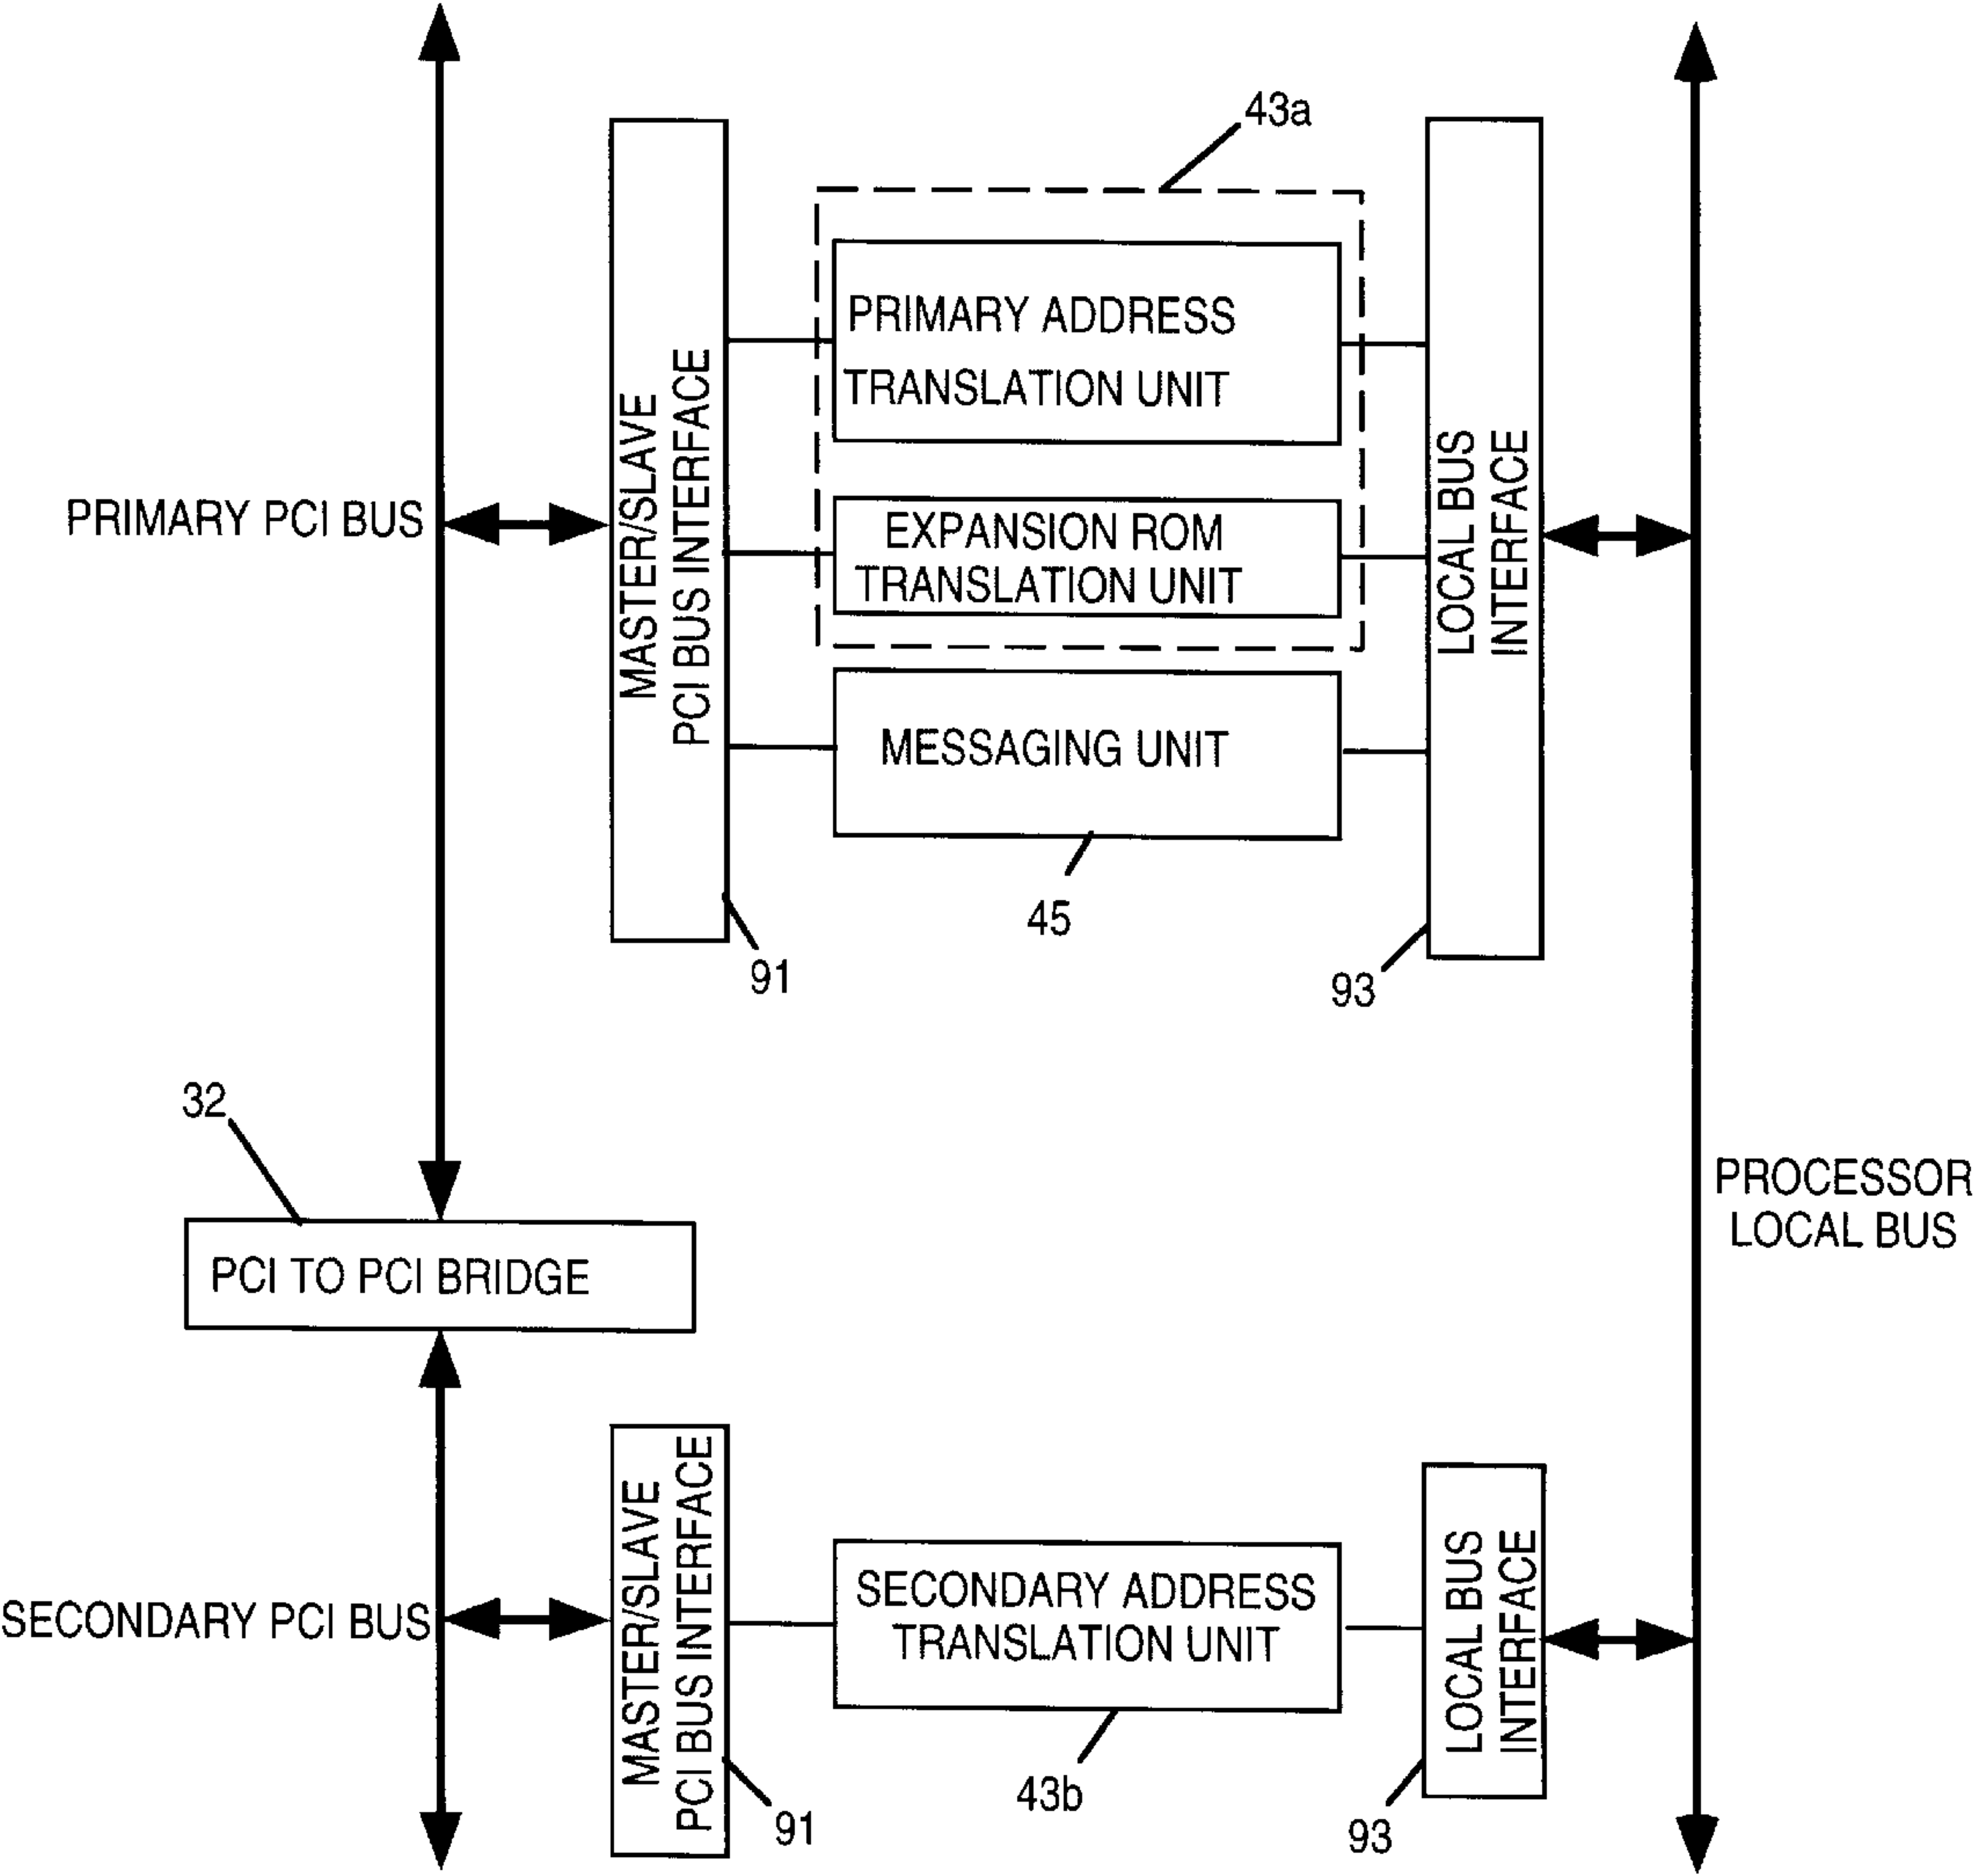 43a
PRIMARY ADDRESS
TRANSLATION UNIT
PRIMARY PCI BUS
MASTER/SLAVE
PCI BUS INTERFACE
EXPANSION ROM
TRANSLATION UNIT
LOCAL BUS
INTERFACE
MESSAGING UNIT
45
91
93
32
PCI TO PCI BRIDGE
PROCESSOR
LOCAL BUS
SECONDARY PCI BUS
MASTER/SLAVE
PCI BUS INTERFACE
SECONDARY ADDRESS
TRANSLATION UNIT
LOCAL BUS
INTERFACE
43b
91
93